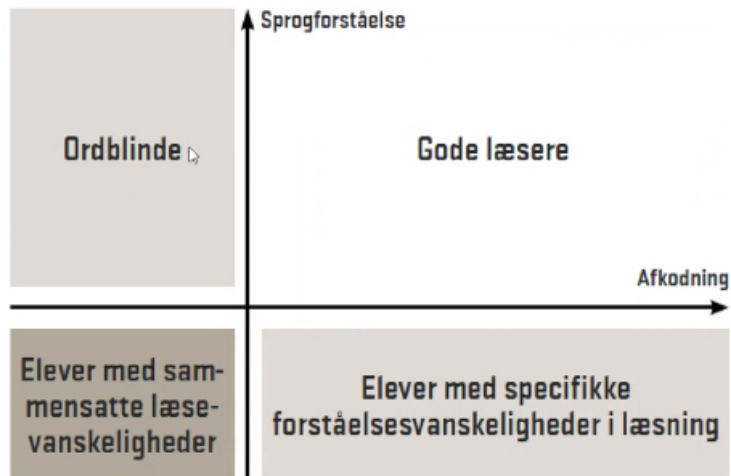 Sprogforståelse
Ordblinde
Gode læsere
Afkodning
Elever med sam-
mensatte læse-
vanskeligheder
Elever med specifikke
forståelsesvanskeligheder i læsning